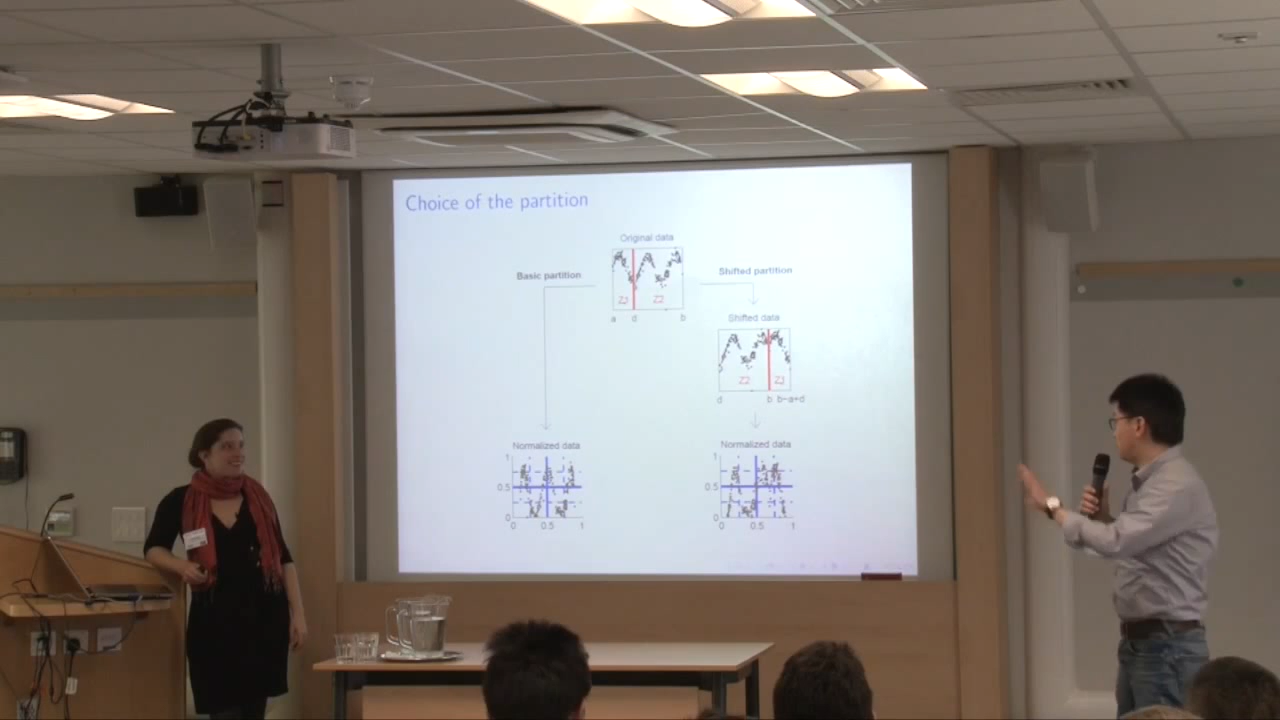 Choice of the partition
Original data
Basic partition
Shifted partition
Z1 Z2
a d b
Shifted data
Z2 Z1
d b b-a+d
Normalized data
1
0.5
0
0 0.5 1
Normalized data
1
0.5
0
0 0.5 1